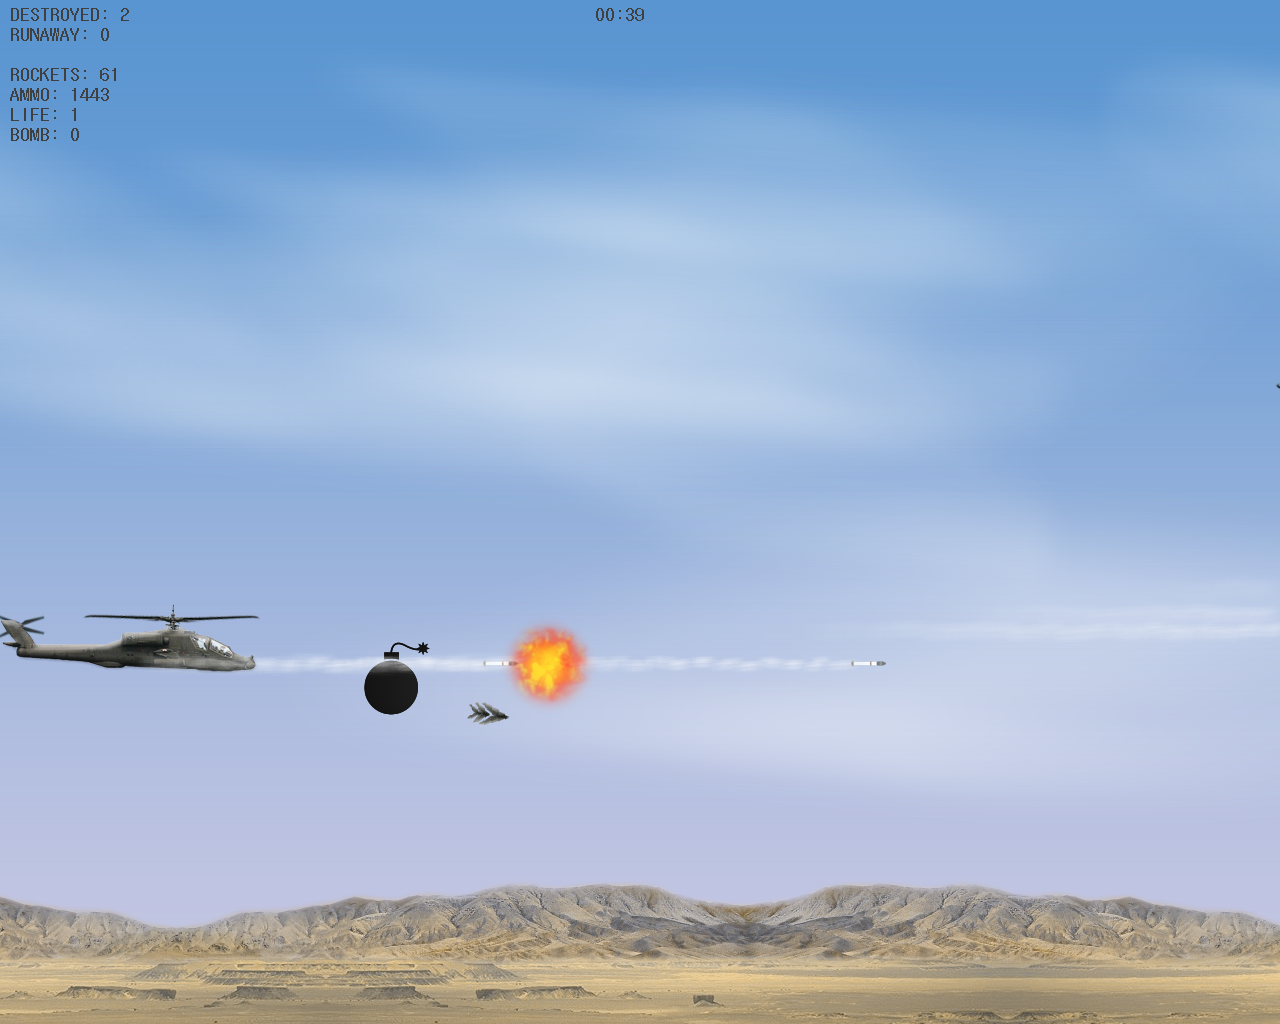 DESTROYED: 2
RUNAWAY: 0
00:39
ROCKETS: 61
AMMO: 1443
LIFE: 1
BOMB: 0